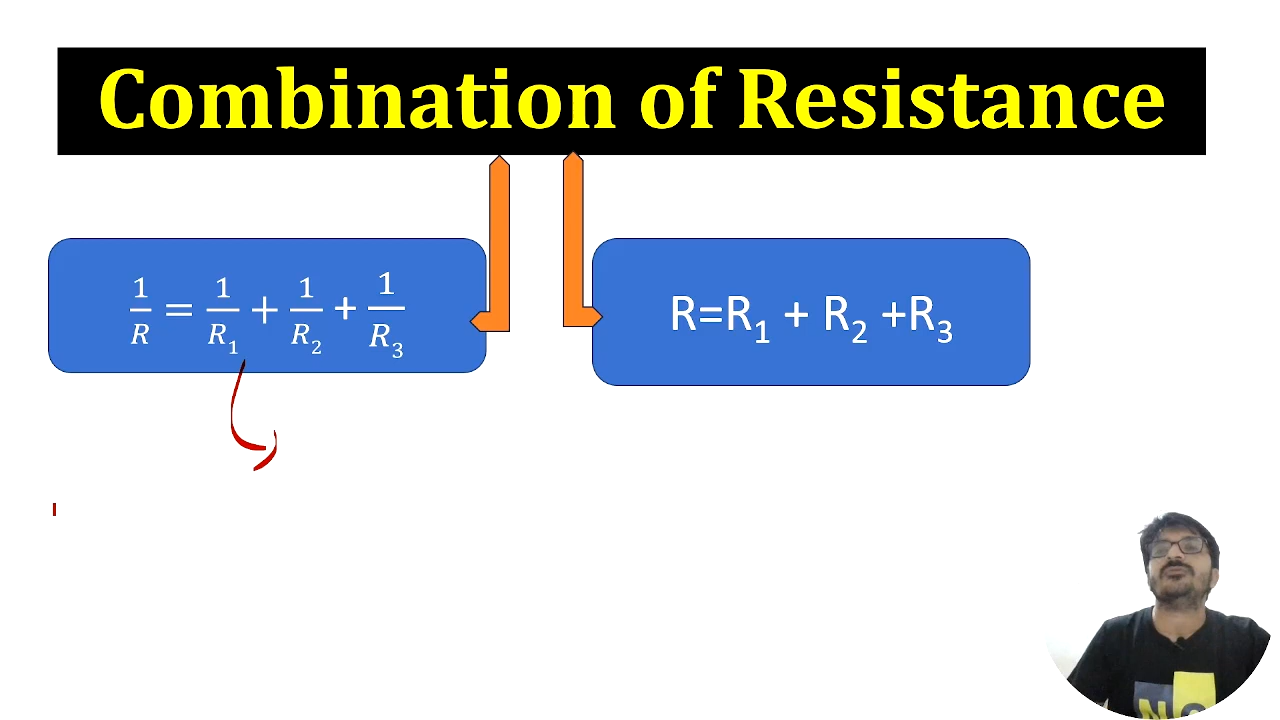 Combination of Resistance
1/R = 1/R₁ + 1/R₂ + 1/R₃
R=R₁ + R₂ +R₃